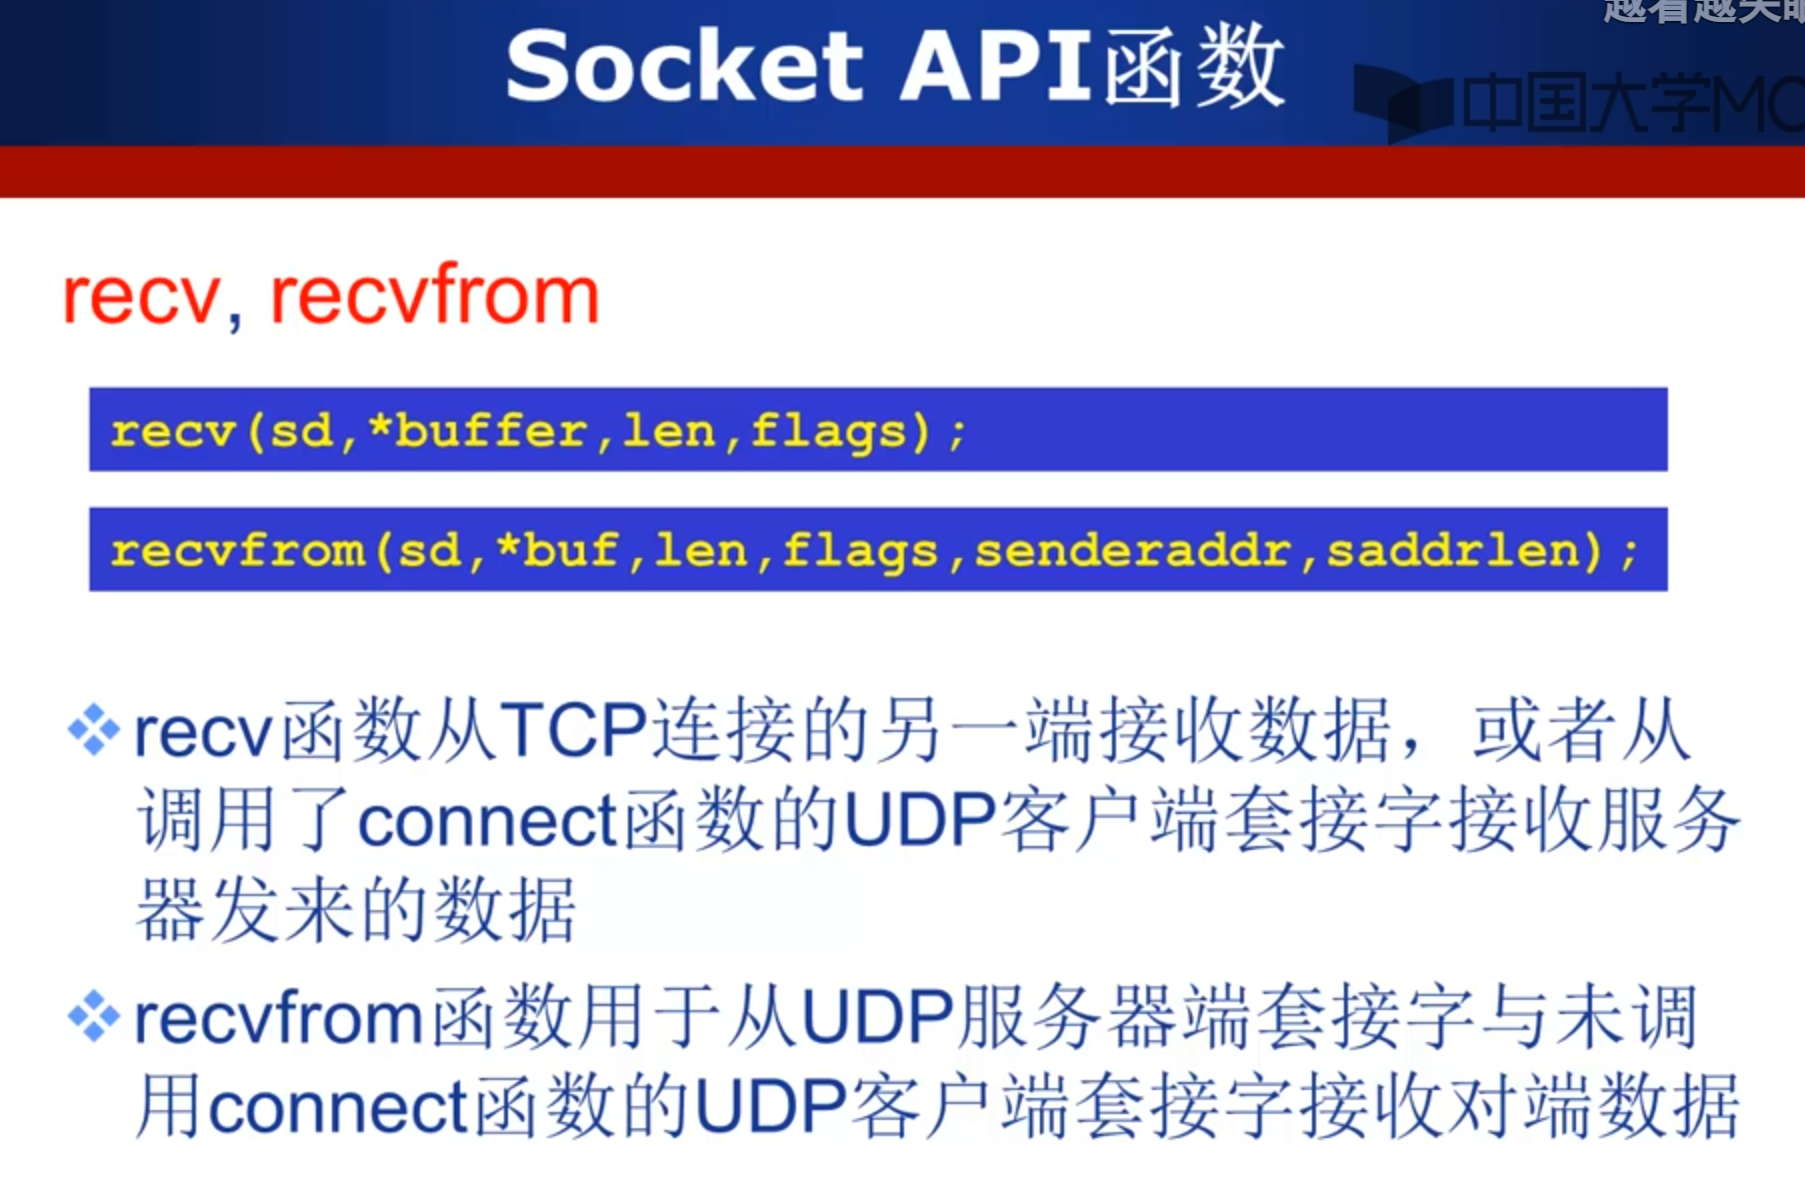 越看越
Socket API函数
中国大学MO
recv, recvfrom
recv(sd,*buffer,len,flags);
recvfrom(sd,*buf,len,flags,senderaddr,saddrlen);
recv函数从TCP连接的另一端接收数据，或者从
调用了connect函数的UDP客户端套接字接收服务
器发来的数据
recvfrom函数用于从UDP服务器端套接字与未调
用connect函数的UDP客户端套接字接收对端数据